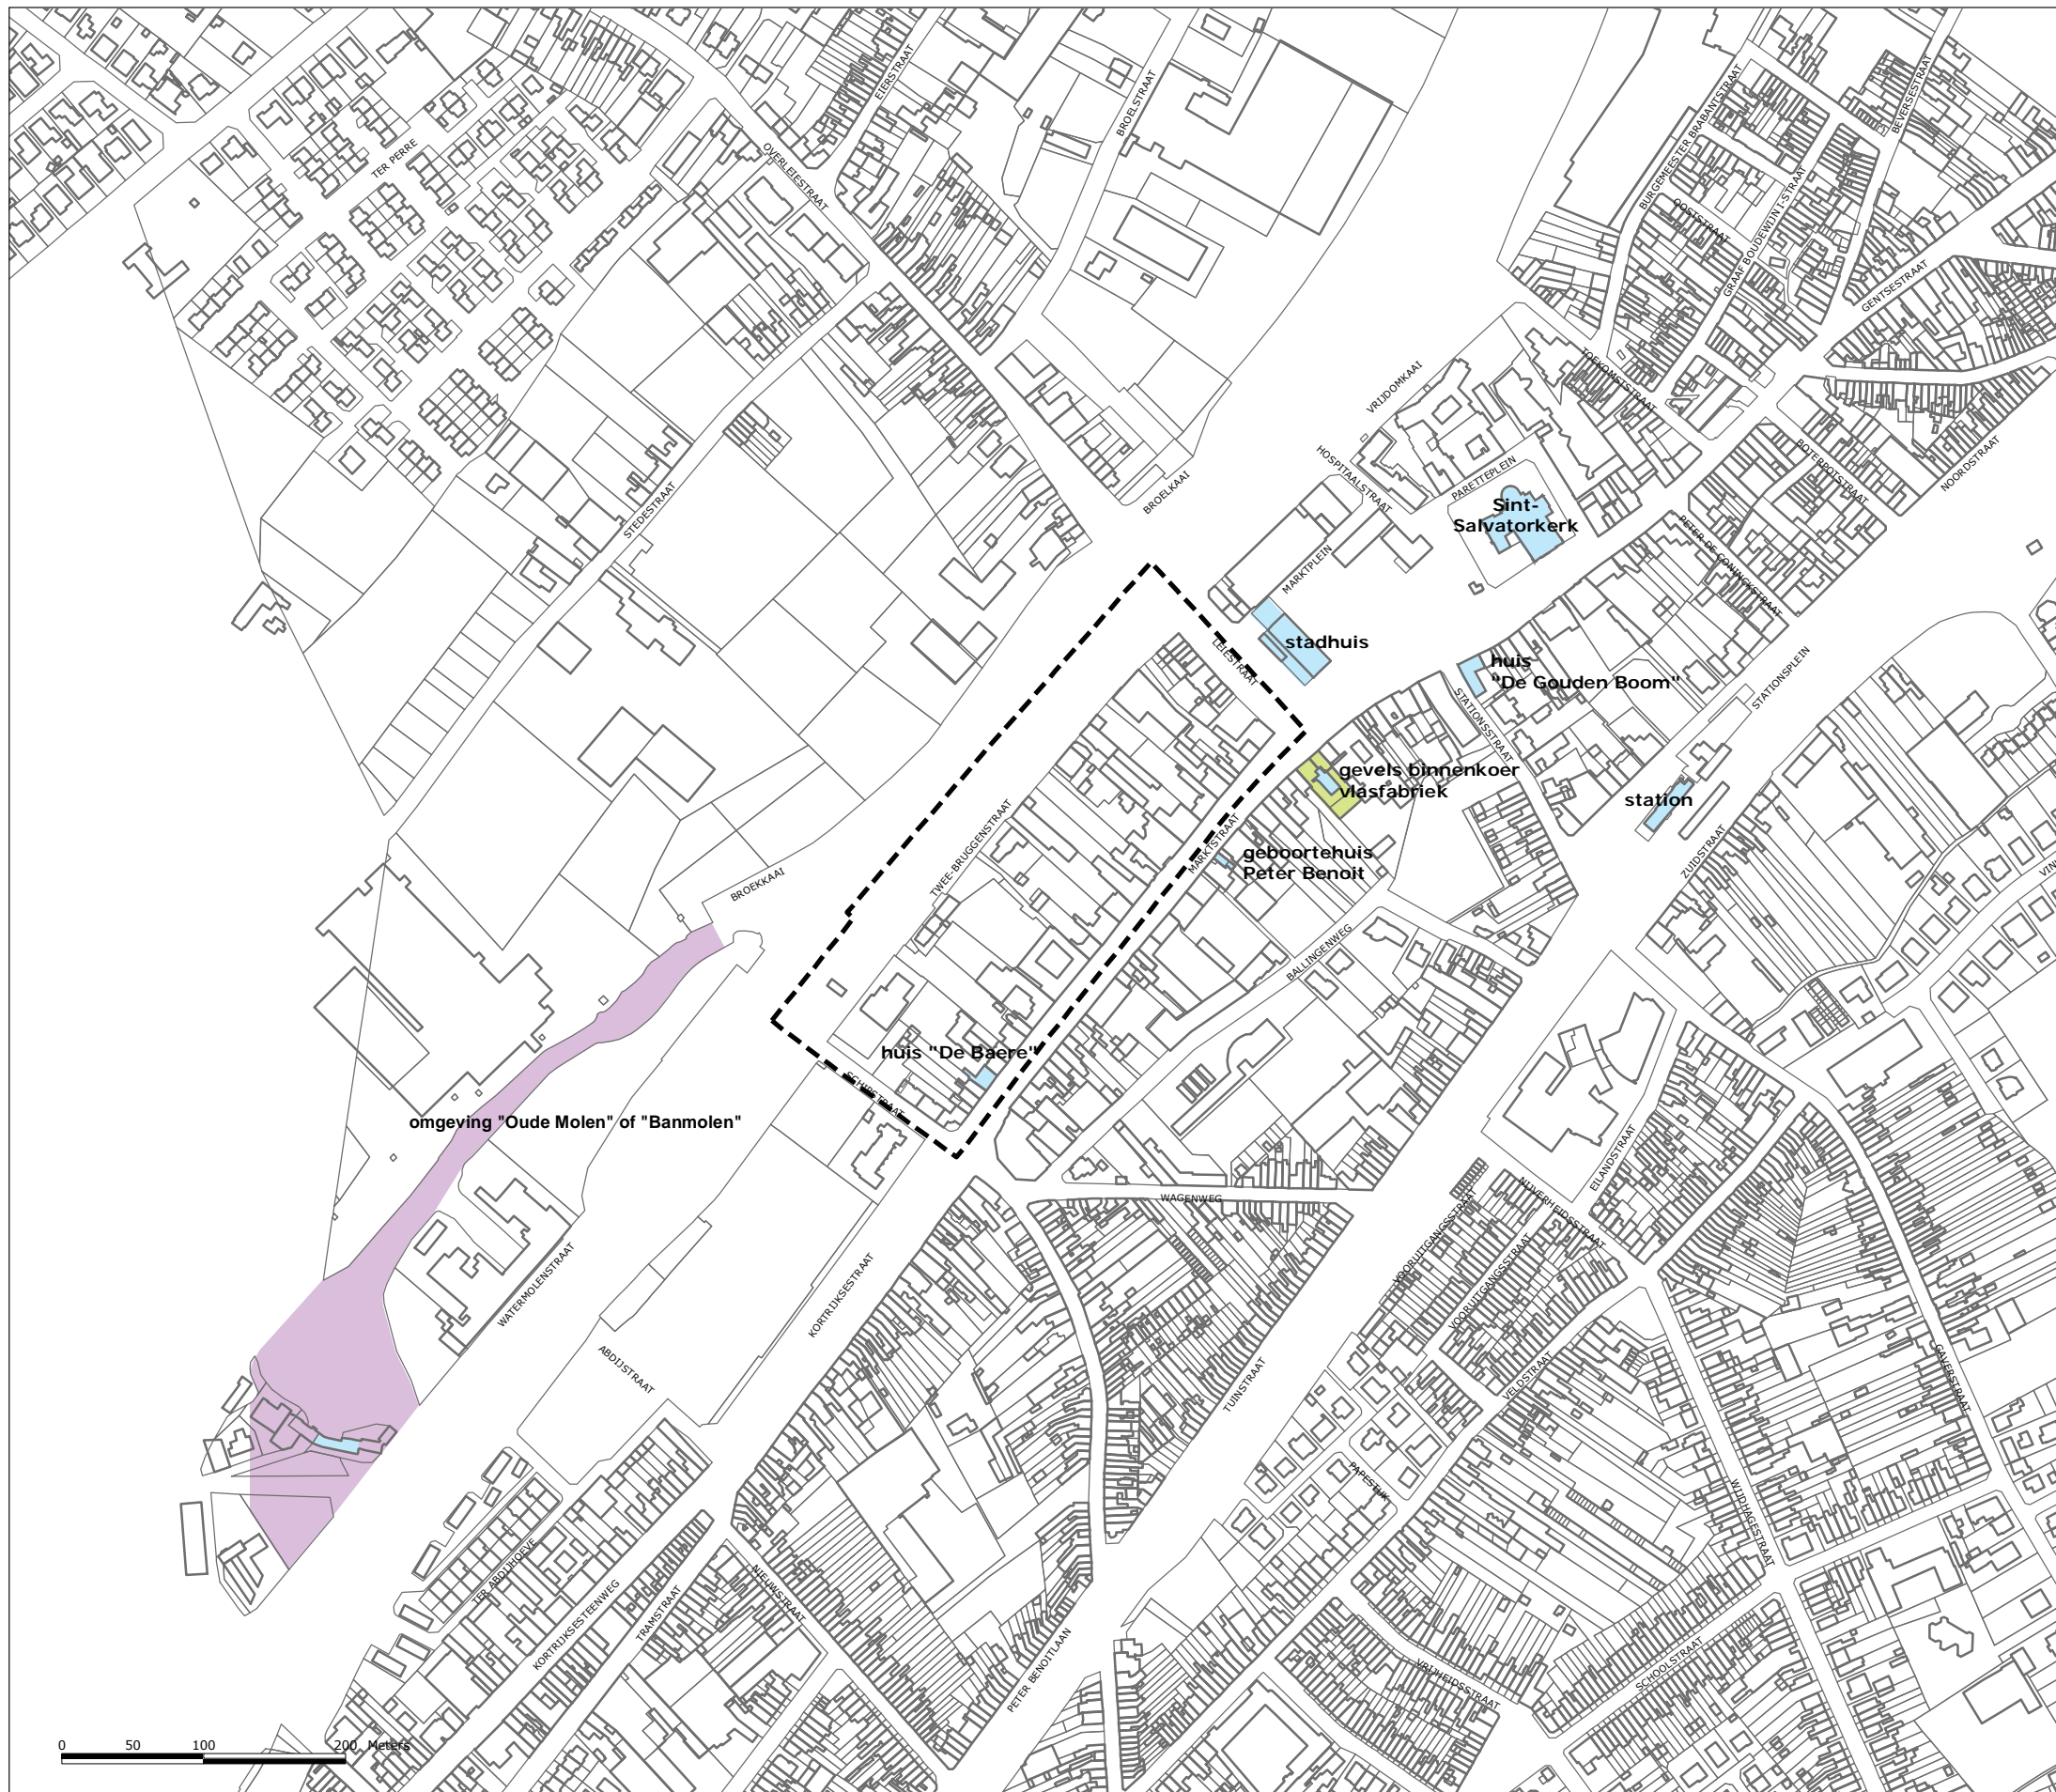 EIERSTRAAT
BROELSTRAAT
BEVERSESTRAAT
BURGEMEESTER BRABANTSTRAAT
TER PERRE
OVERLEIESTRAAT
OOSTSTRAAT
GRAAF BOUDEWIJN I-STRAAT
GENTSESTRAAT
VRIJDOMKAAI
TOEKOMSTSTRAAT
BOTERPOTSTRAAT
NOORDSTRAAT
HOSPITAALSTRAAT
PARETTEPLEIN
BROELKAAI
STEDESTRAAT
Sint-
Salvatorkerk
MARKTPLEIN
PETER DE CONINCKSTRAAT
stadhuis
LEIESTRAAT
huis
"De Gouden Boom"
STATIONSPLEIN
STATIONSSTRAAT
gevels binnenkoer
vlasfabriek
station
TWEE-BRUGGENSTRAAT
MARKTSTRAAT
geboortehuis
Peter Benoit
ZUIDSTRAAT
BROEKKAAI
BALLINGENWEG
huis "De Baere"
SCHIPSTRAAT
omgeving "Oude Molen" of "Banmolen"
EILANDSTRAAT
WAGENWEG
NIJVERHEIDSSTRAAT
VOORUITGANGSSTRAAT
VOORUITGANGSSTRAAT
WATERMOLENSTRAAT
KORTRIJKSESTRAAT
ABDIJSTRAAT
TUINSTRAAT
VELDSTRAAT
GAVERSTRAAT
PAPESTUK
WIJDHAGESTRAAT
TER ABDIJHOEVE
KORTRIJKSESTEENWEG
TRAMSTRAAT
NIEUWSTRAAT
PETER BENOITLAAN
VRIJHEIDSSTRAAT
SCHOOLSTRAAT
0 50 100 200 Meters